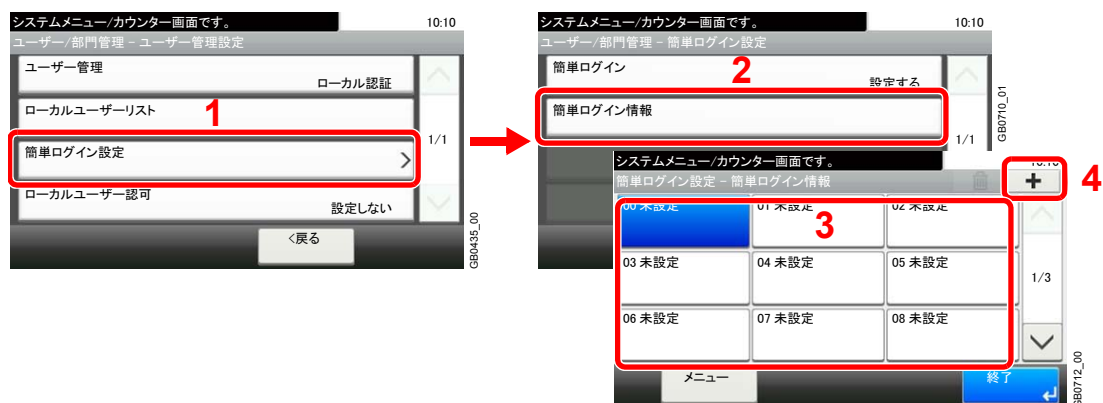 システムメニュー/カウンター画面です。
10:10
ユーザー/部門管理 - ユーザー管理設定
ユーザー管理
ローカル認証
ローカルユーザーリスト
1
簡単ログイン設定
>
1/1
ローカルユーザー認可
設定しない
<戻る
GB0435_00
システムメニュー/カウンター画面です。
10:10
ユーザー/部門管理 - 簡単ログイン設定
簡単ログイン
2
設定する
簡単ログイン情報
1/1
GB0710_01
システムメニュー/カウンター画面です。
10:10
簡単ログイン設定 - 簡単ログイン情報
+
4
00 未設定
01 未設定
02 未設定
3
03 未設定
04 未設定
05 未設定
1/3
06 未設定
07 未設定
08 未設定
メニュー
終了
GB0712_00